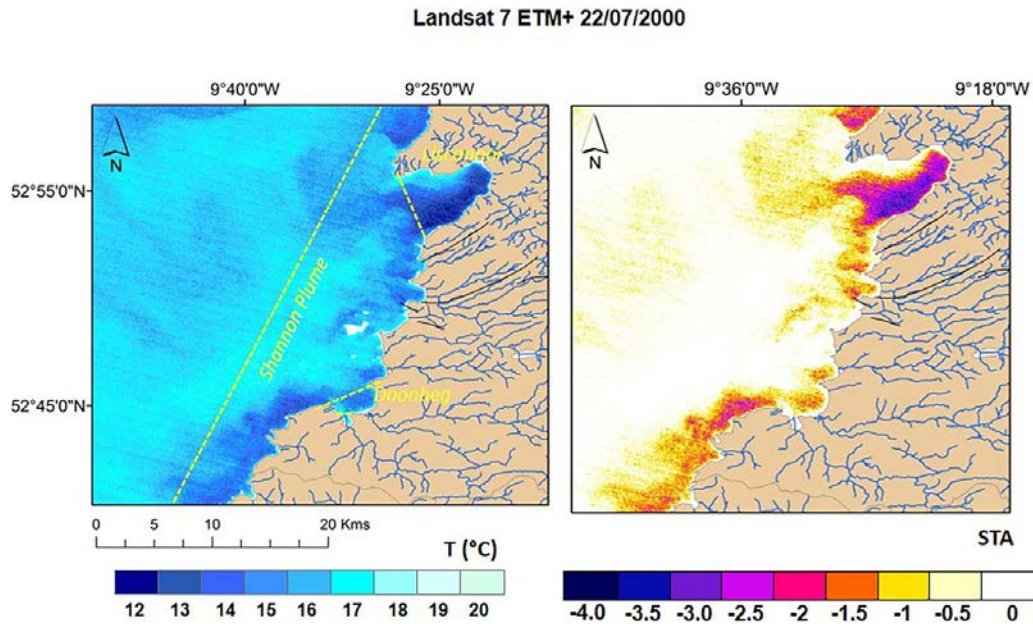 Landsat 7 ETM+ 22/07/2000
9°40'0"W 9°25'0"W
9°36'0"W 9°18'0"W
N
N
Liscannor
52°55'0"N
Shannon Plume
52°45'0"N
Doonbeg
0 5 10 20 Kms
T (°C)
STA
12 13 14 15 16 17 18 19 20
-4.0 -3.5 -3.0 -2.5 -2 -1.5 -1 -0.5 0